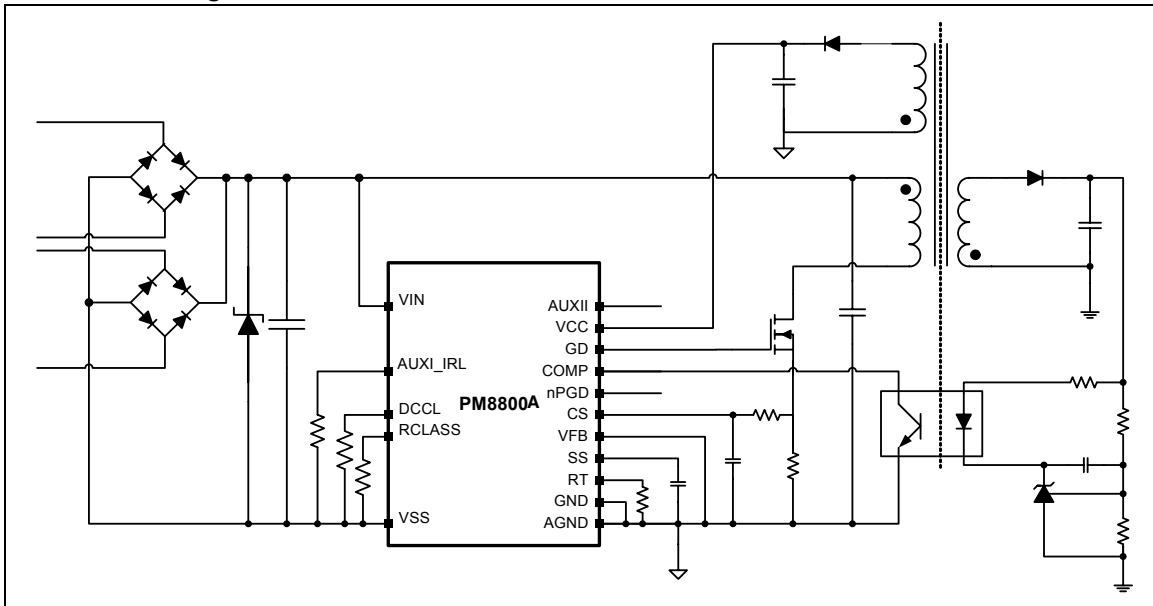 VIN
AUXI_IRL
DCCL
RCLASS
VSS
PM8800A
AUXII
VCC
GD
COMP
nPGD
CS
VFB
SS
RT
GND
AGND